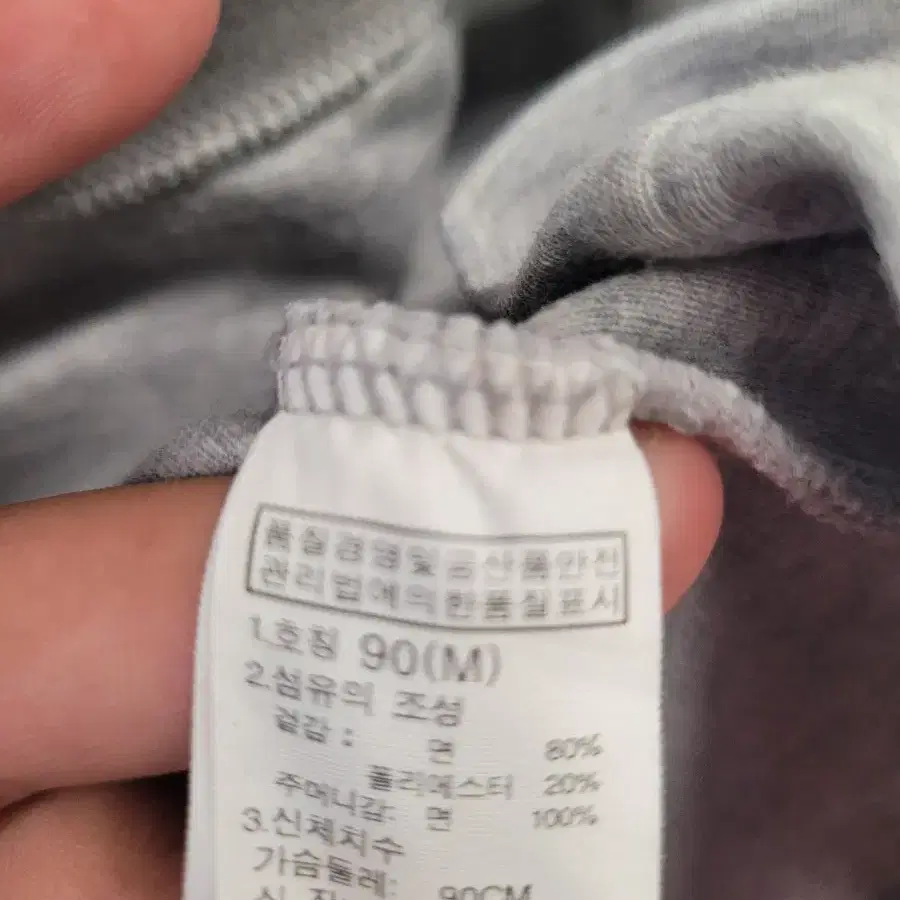 품질경영및공산품안전
관리법에의한품질표시
1.호칭 90(M)
2.섬유의 조성
겉감 : 면 80%
폴리에스터 20%
주머니감: 면 100%
3.신체치수
가슴둘레: 90CM